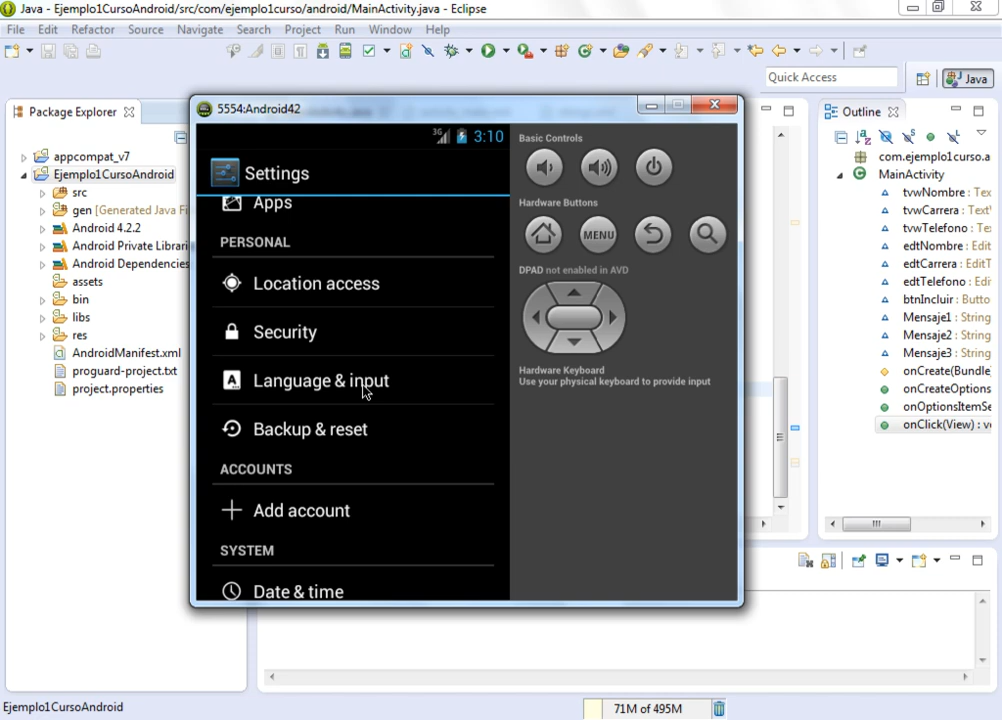 Java - Ejemplo1CursoAndroid/src/com/ejemplo1curso/android/MainActivity.java - Eclipse
File Edit Refactor Source Navigate Search Project Run Window Help
Quick Access
Java
Package Explorer
appcompat_v7
Ejemplo1CursoAndroid
src
gen [Generated Java Fi
Android 4.2.2
Android Private Librari
Android Dependencies
assets
bin
libs
res
AndroidManifest.xml
proguard-project.txt
project.properties
5554:Android42
3G
3:10
Settings
Apps
PERSONAL
Location access
Security
Language & input
Backup & reset
ACCOUNTS
Add account
SYSTEM
Date & time
Basic Controls
Hardware Buttons
MENU
DPAD not enabled in AVD
Hardware Keyboard
Use your physical keyboard to provide input
Outline
com.ejemplo1curso.a
MainActivity
tvwNombre : Text
tvwCarrera : Text
tvwTelefono : Te
edtNombre : EditT
edtCarrera : EditT
edtTelefono : Edi
btnIncluir : Butto
Mensaje1 : String
Mensaje2 : String
Mensaje3 : String
onCreate(Bundle
onCreateOptions
onOptionsItemSe
onClick(View) : v
Ejemplo1CursoAndroid
71M of 495M